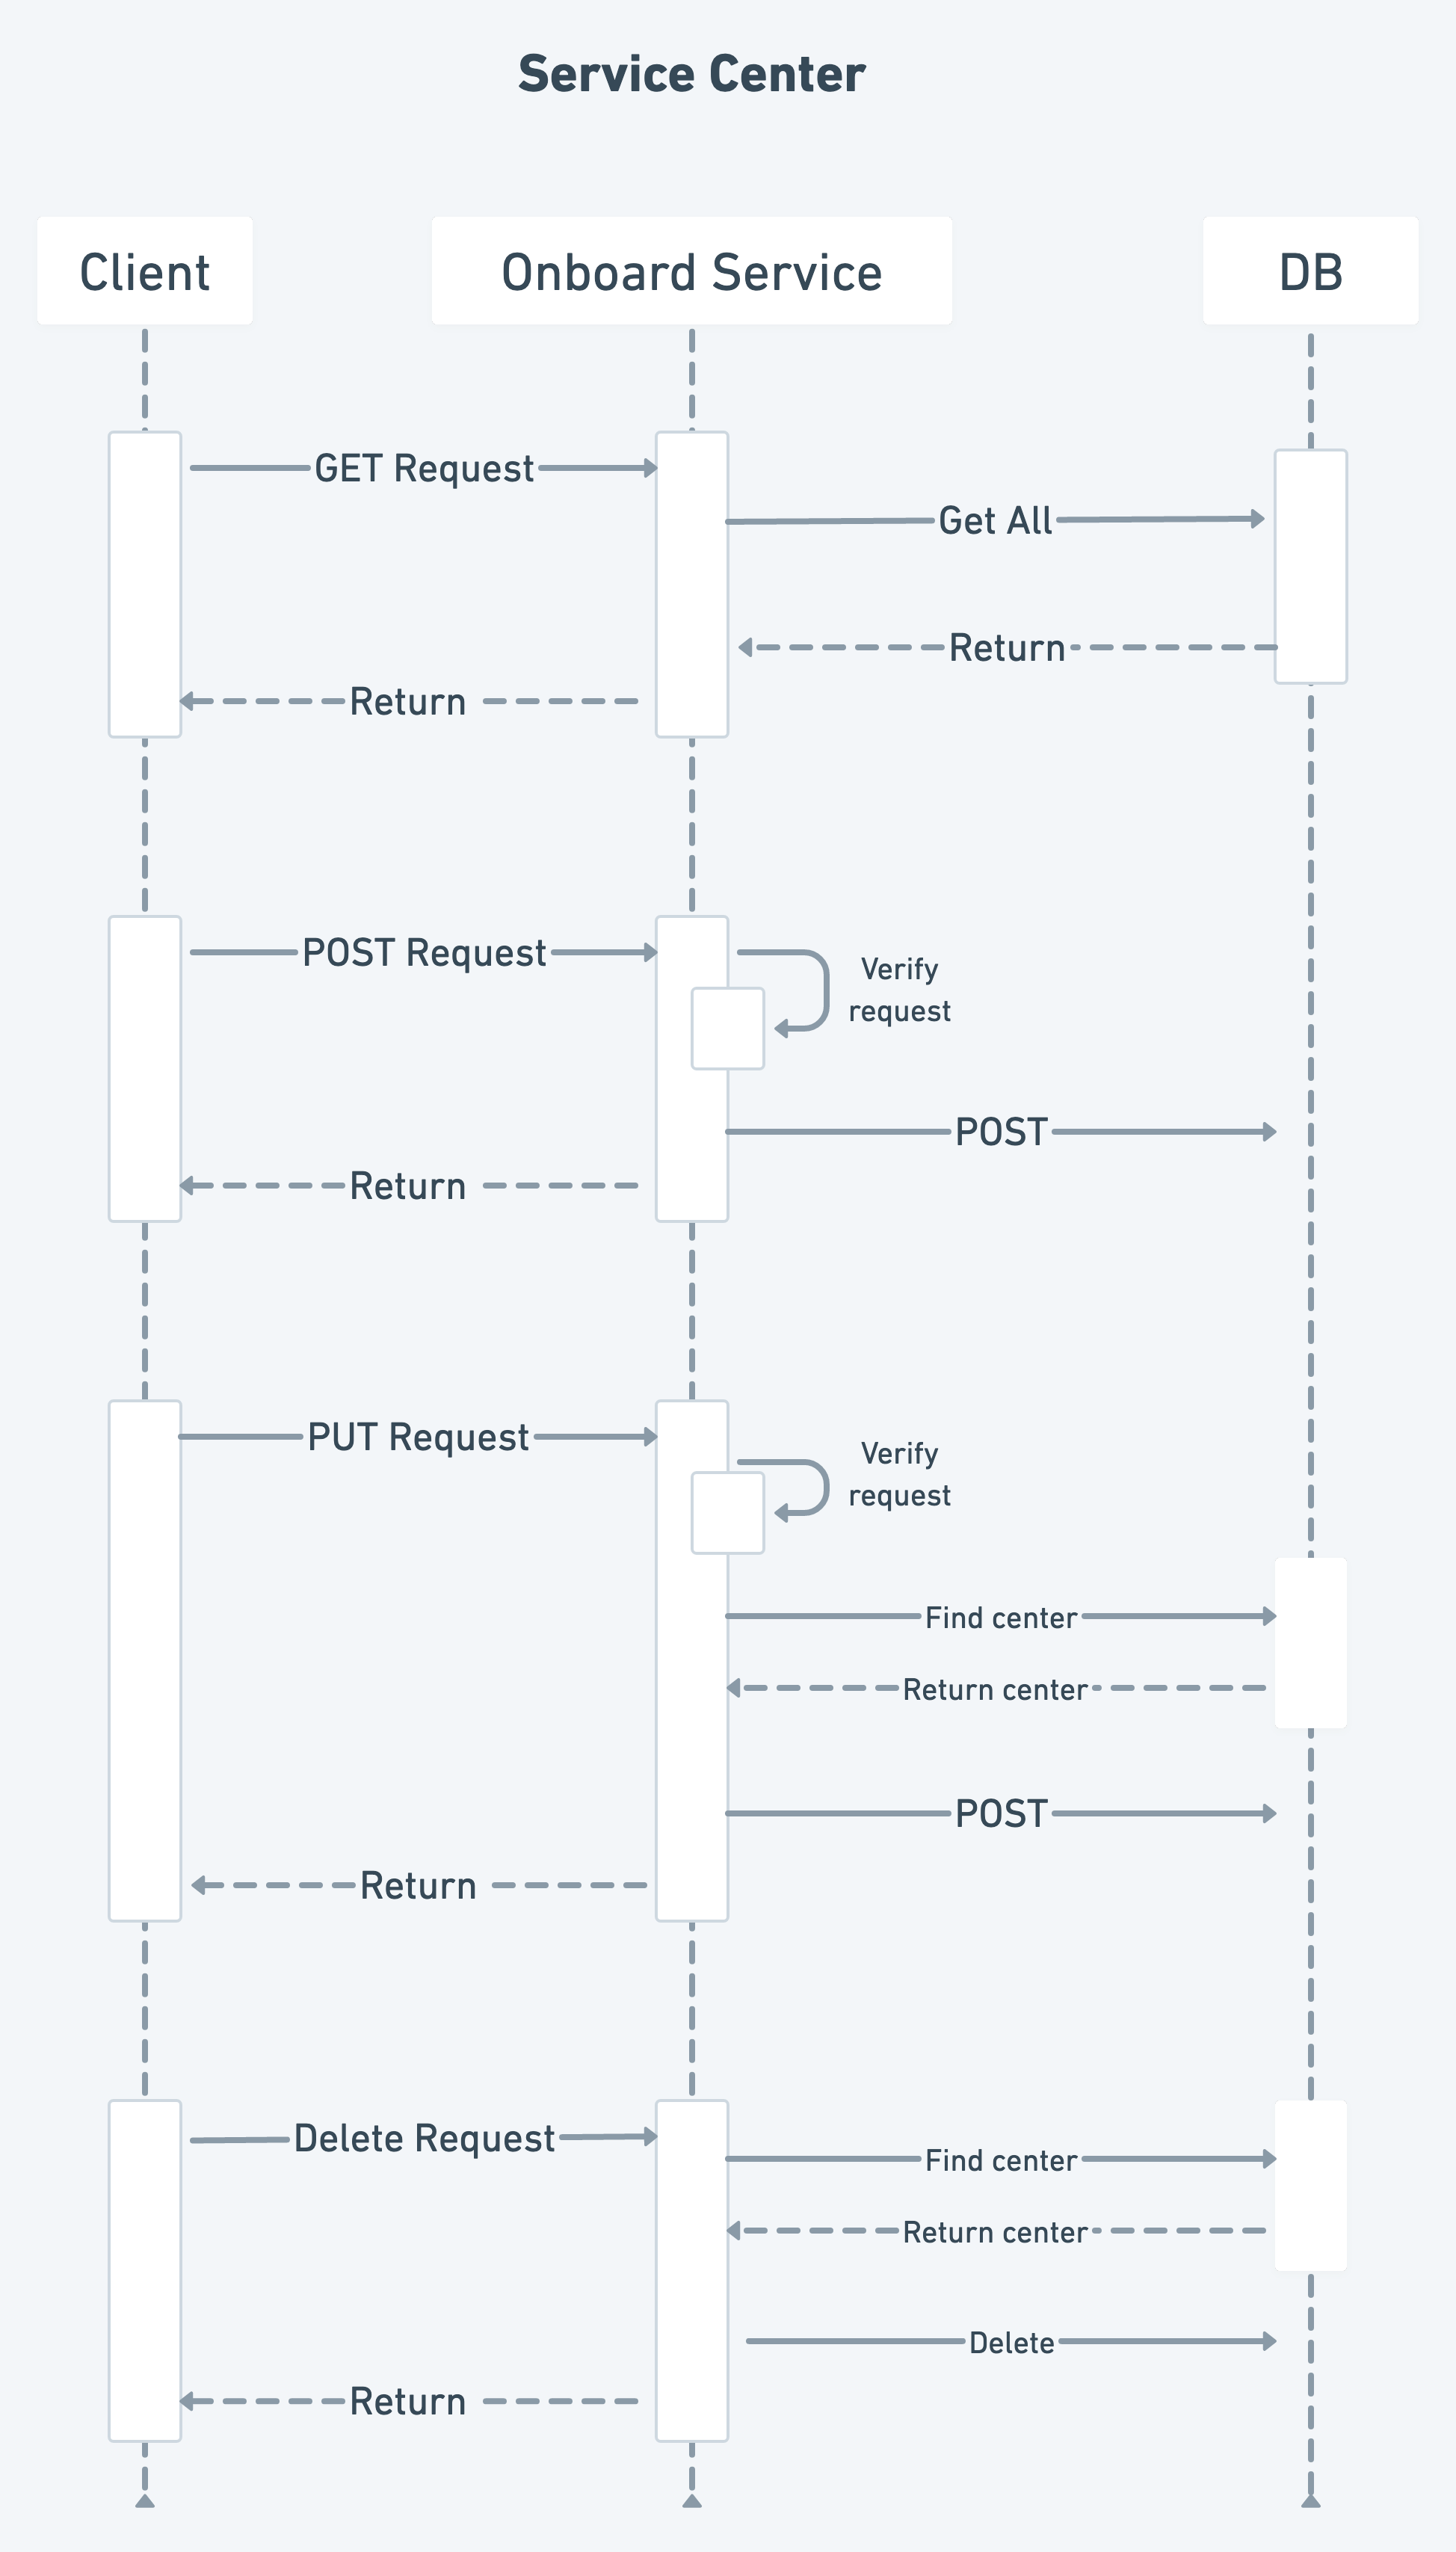 Service Center
Client
Onboard Service
DB
GET Request
Get All
Return
Return
POST Request
Verify
request
POST
Return
PUT Request
Verify
request
Find center
Return center
POST
Return
Delete Request
Find center
Return center
Delete
Return